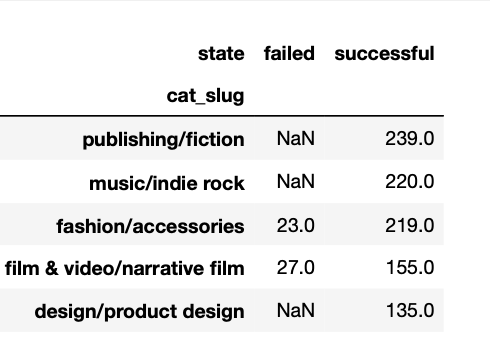 state failed successful
cat_slug
publishing/fiction NaN 239.0
music/indie rock NaN 220.0
fashion/accessories 23.0 219.0
film & video/narrative film 27.0 155.0
design/product design NaN 135.0